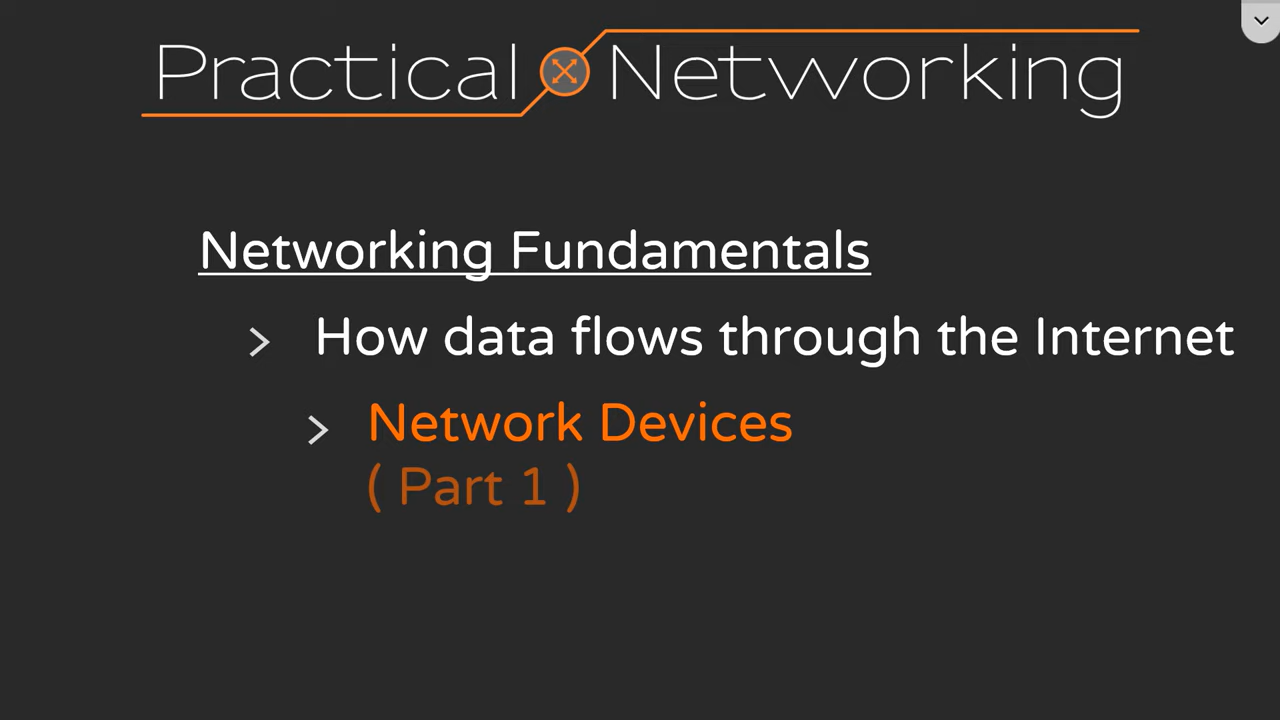 Practical Networking
Networking Fundamentals
> How data flows through the Internet
> Network Devices
( Part 1 )